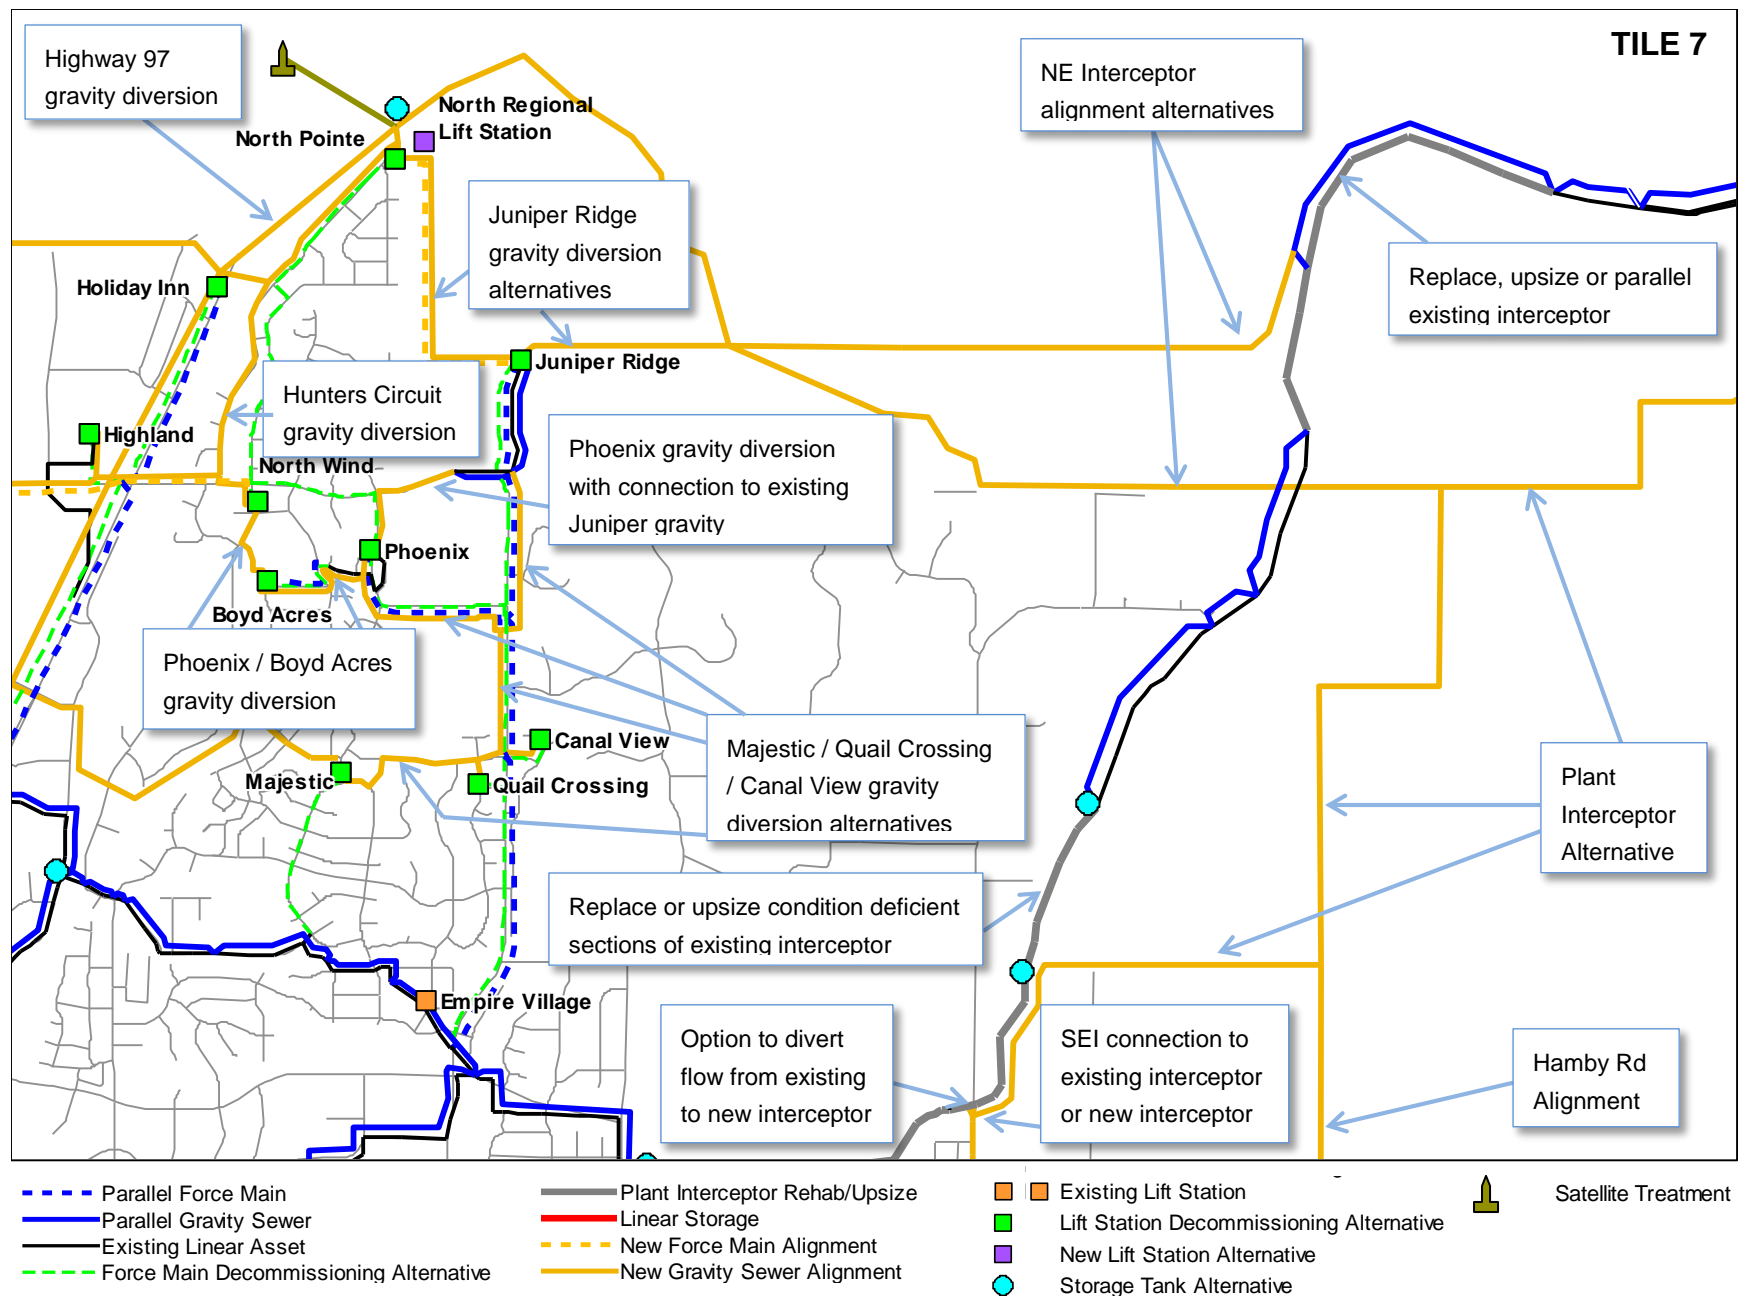 TILE 7
Highway 97
gravity diversion
North Regional
Lift Station
North Pointe
NE Interceptor
alignment alternatives
Juniper Ridge
gravity diversion
alternatives
Replace, upsize or parallel
existing interceptor
Holiday Inn
Juniper Ridge
Hunters Circuit
gravity diversion
Highland
North Wind
Phoenix gravity diversion
with connection to existing
Juniper gravity
Phoenix
Boyd Acres
Phoenix / Boyd Acres
gravity diversion
Canal View
Majestic
Quail Crossing
Majestic / Quail Crossing
/ Canal View gravity
diversion alternatives
Plant
Interceptor
Alternative
Replace or upsize condition deficient
sections of existing interceptor
Empire Village
Option to divert
flow from existing
to new interceptor
SEI connection to
existing interceptor
or new interceptor
Hamby Rd
Alignment
Parallel Force Main
Parallel Gravity Sewer
Existing Linear Asset
Force Main Decommissioning Alternative
Plant Interceptor Rehab/Upsize
Linear Storage
New Force Main Alignment
New Gravity Sewer Alignment
Existing Lift Station
Lift Station Decommissioning Alternative
New Lift Station Alternative
Storage Tank Alternative
Satellite Treatment